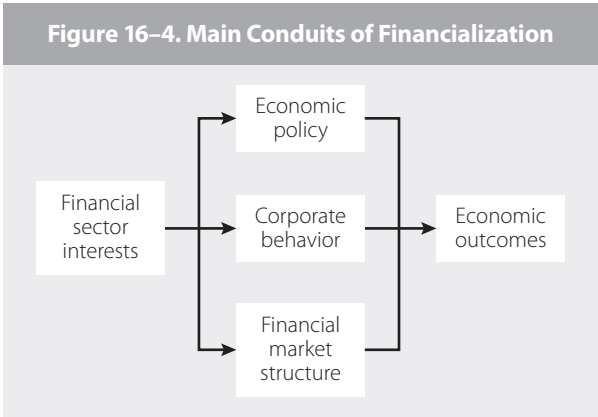 Figure 16–4. Main Conduits of Financialization
Economic
policy
Financial
sector
interests
Corporate
behavior
Economic
outcomes
Financial
market
structure